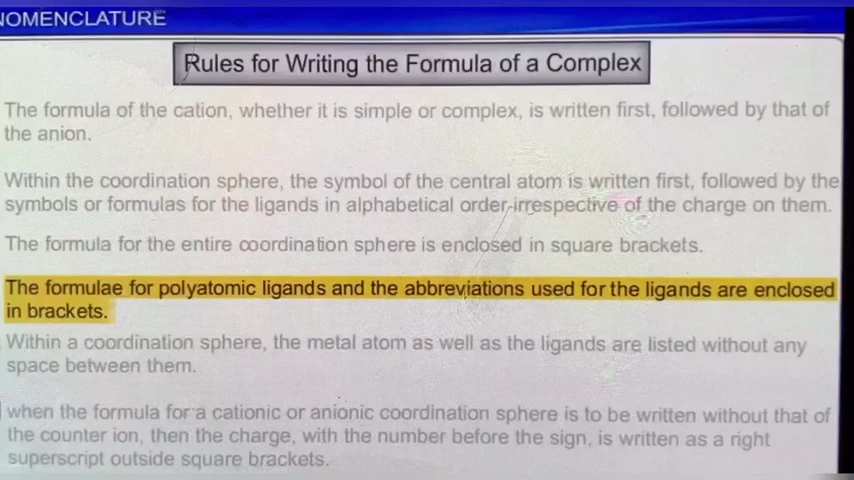 NOMENCLATURE
Rules for Writing the Formula of a Complex
The formula of the cation, whether it is simple or complex, is written first, followed by that of
the anion.
Within the coordination sphere, the symbol of the central atom is written first, followed by the
symbols or formulas for the ligands in alphabetical order-irrespective of the charge on them.
The formula for the entire coordination sphere is enclosed in square brackets.
The formulae for polyatomic ligands and the abbreviations used for the ligands are enclosed
in brackets.
Within a coordination sphere, the metal atom as well as the ligands are listed without any
space between them.
when the formula for a cationic or anionic coordination sphere is to be written without that of
the counter ion, then the charge, with the number before the sign, is written as a right
superscript outside square brackets.